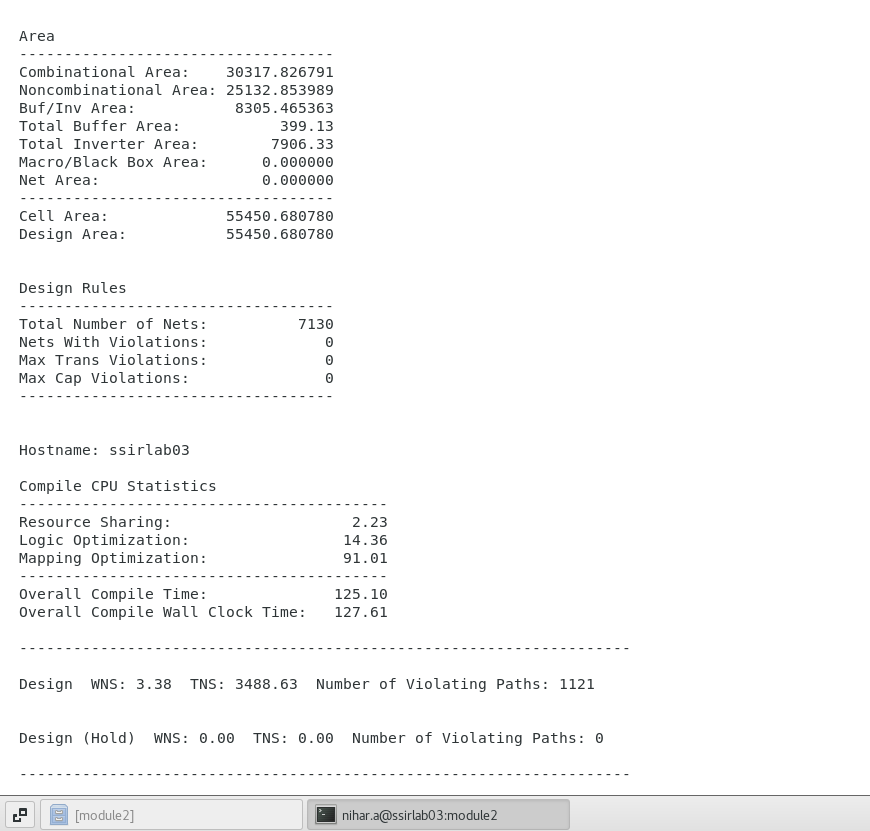 Area
-----------------------------------
Combinational Area:    30317.826791
Noncombinational Area: 25132.853989
Buf/Inv Area:           8305.465363
Total Buffer Area:           399.13
Total Inverter Area:        7906.33
Macro/Black Box Area:      0.000000
Net Area:                  0.000000
-----------------------------------
Cell Area:             55450.680780
Design Area:           55450.680780
Design Rules
-----------------------------------
Total Number of Nets:          7130
Nets With Violations:             0
Max Trans Violations:             0
Max Cap Violations:               0
-----------------------------------
Hostname: ssirlab03
Compile CPU Statistics
-----------------------------------------
Resource Sharing:                    2.23
Logic Optimization:                 14.36
Mapping Optimization:               91.01
-----------------------------------------
Overall Compile Time:              125.10
Overall Compile Wall Clock Time:   127.61
--------------------------------------------------------------------
Design  WNS: 3.38  TNS: 3488.63  Number of Violating Paths: 1121
Design (Hold)  WNS: 0.00  TNS: 0.00  Number of Violating Paths: 0
--------------------------------------------------------------------
[module2]
nihar.a@ssirlab03:module2